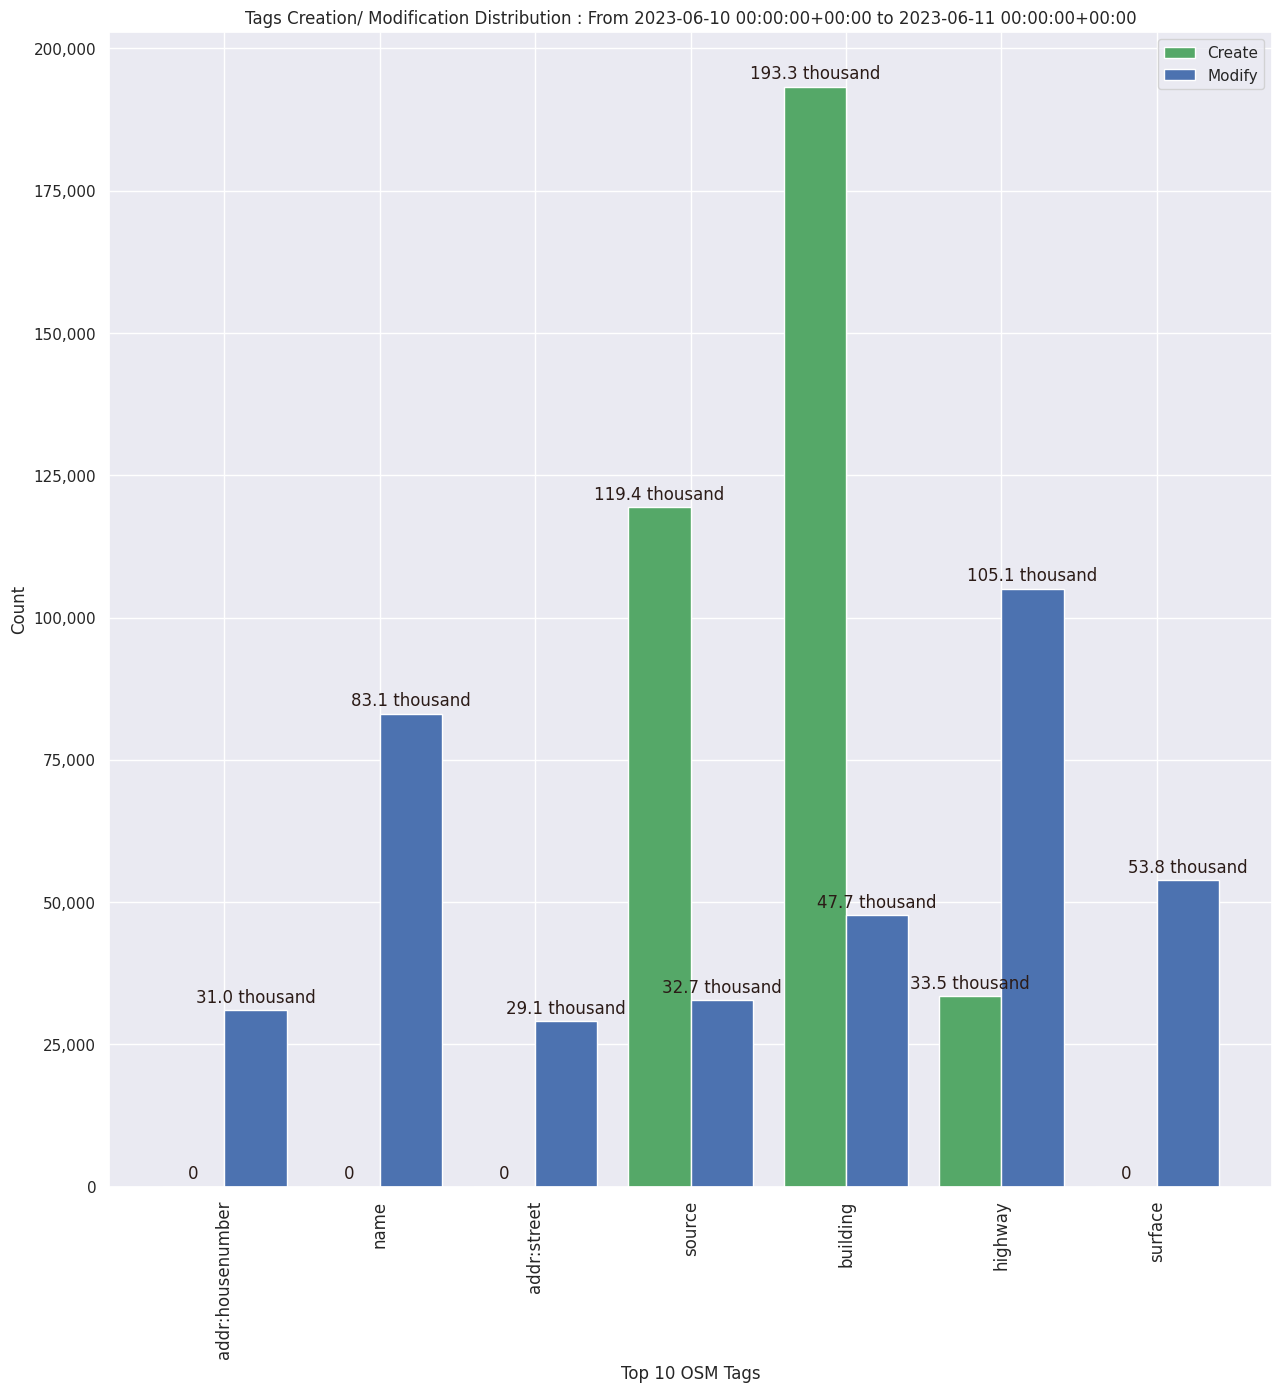 Tags Creation/ Modification Distribution : From 2023-06-10 00:00:00+00:00 to 2023-06-11 00:00:00+00:00
Create
Modify
200,000
175,000
150,000
125,000
100,000
75,000
50,000
25,000
0
Count
193.3 thousand
119.4 thousand
105.1 thousand
83.1 thousand
53.8 thousand
47.7 thousand
33.5 thousand
32.7 thousand
31.0 thousand
29.1 thousand
0
0
0
0
addr:housenumber
name
addr:street
source
building
highway
surface
Top 10 OSM Tags